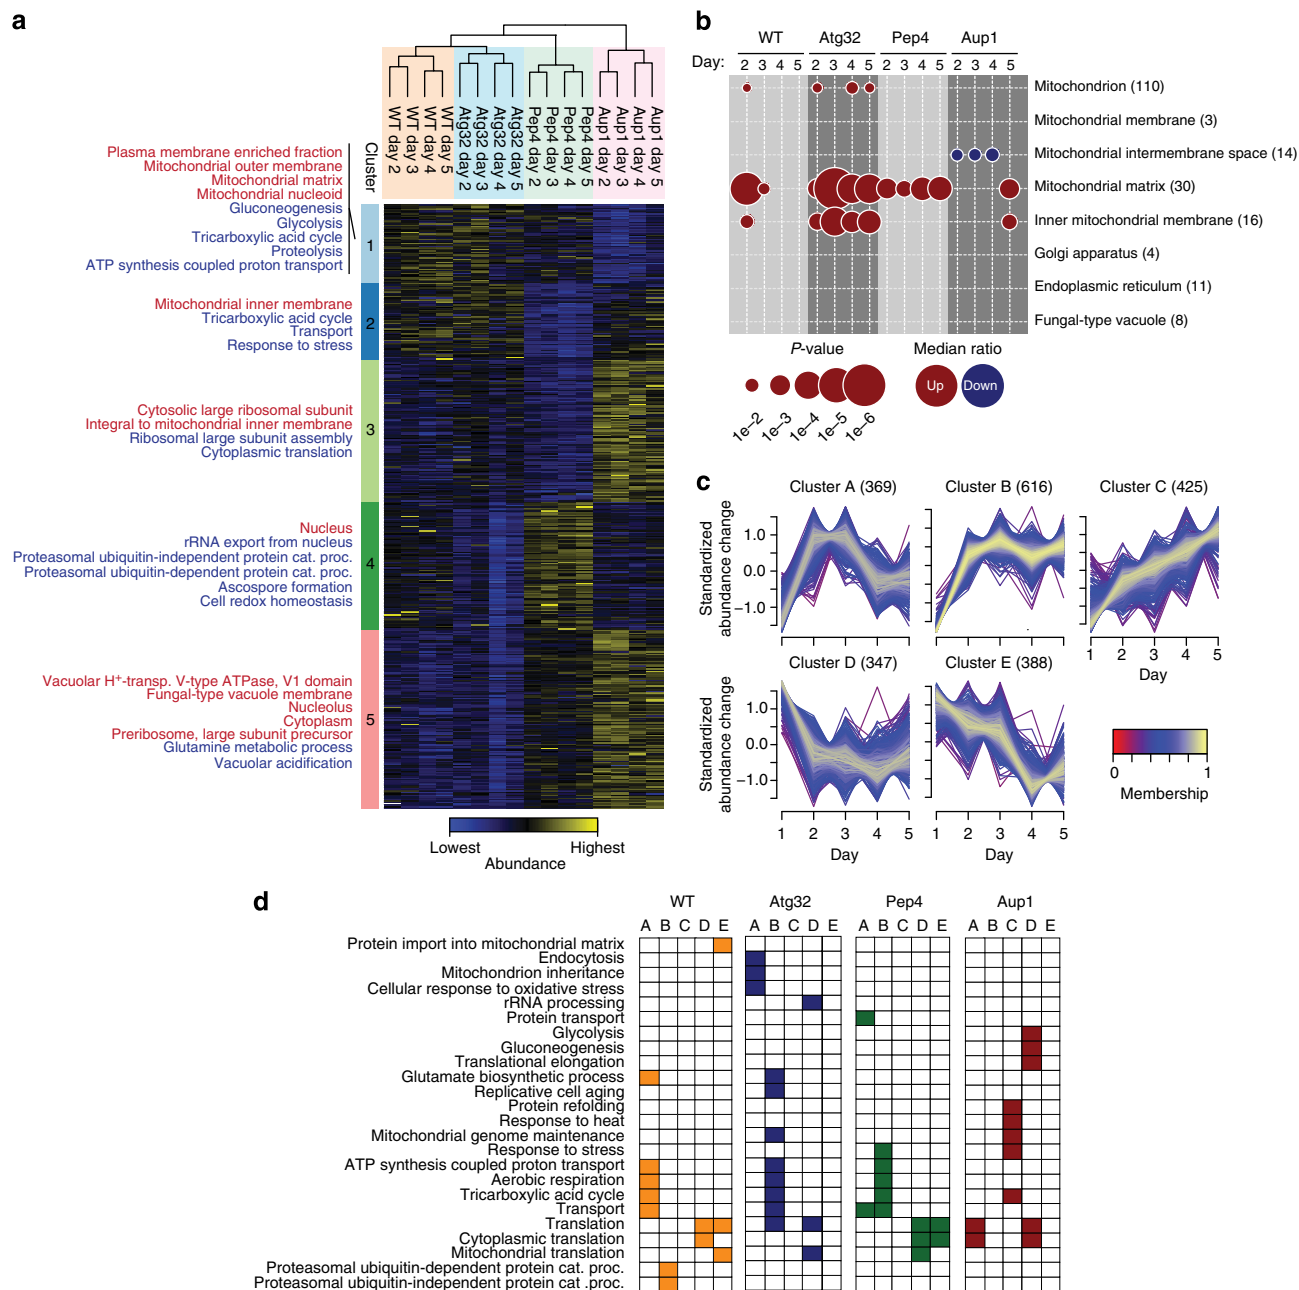 a
WT day 2
WT day 3
WT day 4
WT day 5
Atg32 day 2
Atg32 day 3
Atg32 day 4
Atg32 day 5
Pep4 day 2
Pep4 day 3
Pep4 day 4
Pep4 day 5
Aup1 day 2
Aup1 day 3
Aup1 day 4
Aup1 day 5
Cluster
Plasma membrane enriched fraction
Mitochondrial outer membrane
Mitochondrial matrix
Mitochondrial nucleoid
Gluconeogenesis
Glycolysis
Tricarboxylic acid cycle
Proteolysis
ATP synthesis coupled proton transport
1
Mitochondrial inner membrane
Tricarboxylic acid cycle
Transport
Response to stress
2
Cytosolic large ribosomal subunit
Integral to mitochondrial inner membrane
Ribosomal large subunit assembly
Cytoplasmic translation
3
Nucleus
rRNA export from nucleus
Proteasomal ubiquitin-independent protein cat. proc.
Proteasomal ubiquitin-dependent protein cat. proc.
Ascospore formation
Cell redox homeostasis
4
Vacuolar H⁺-transp. V-type ATPase, V1 domain
Fungal-type vacuole membrane
Nucleolus
Cytoplasm
Preribosome, large subunit precursor
Glutamine metabolic process
Vacuolar acidification
5
Lowest Highest
Abundance
b
WT Atg32 Pep4 Aup1
Day: 2 3 4 5 2 3 4 5 2 3 4 5 2 3 4 5
Mitochondrion (110)
Mitochondrial membrane (3)
Mitochondrial intermembrane space (14)
Mitochondrial matrix (30)
Inner mitochondrial membrane (16)
Golgi apparatus (4)
Endoplasmic reticulum (11)
Fungal-type vacuole (8)
P-value Median ratio
Up Down
1e−2 1e−3 1e−4 1e−5 1e−6
c
Cluster A (369) Cluster B (616) Cluster C (425)
Standardized
abundance change
1.0
0.0
−1.0
1 2 3 4 5
Day
Cluster D (347) Cluster E (388)
Standardized
abundance change
1.0
0.0
−1.0
1 2 3 4 5 1 2 3 4 5
Day Day
0 1
Membership
d
WT Atg32 Pep4 Aup1
A B C D E A B C D E A B C D E A B C D E
Protein import into mitochondrial matrix
Endocytosis
Mitochondrion inheritance
Cellular response to oxidative stress
rRNA processing
Protein transport
Glycolysis
Gluconeogenesis
Translational elongation
Glutamate biosynthetic process
Replicative cell aging
Protein refolding
Response to heat
Mitochondrial genome maintenance
Response to stress
ATP synthesis coupled proton transport
Aerobic respiration
Tricarboxylic acid cycle
Transport
Translation
Cytoplasmic translation
Mitochondrial translation
Proteasomal ubiquitin-dependent protein cat. proc.
Proteasomal ubiquitin-independent protein cat .proc.